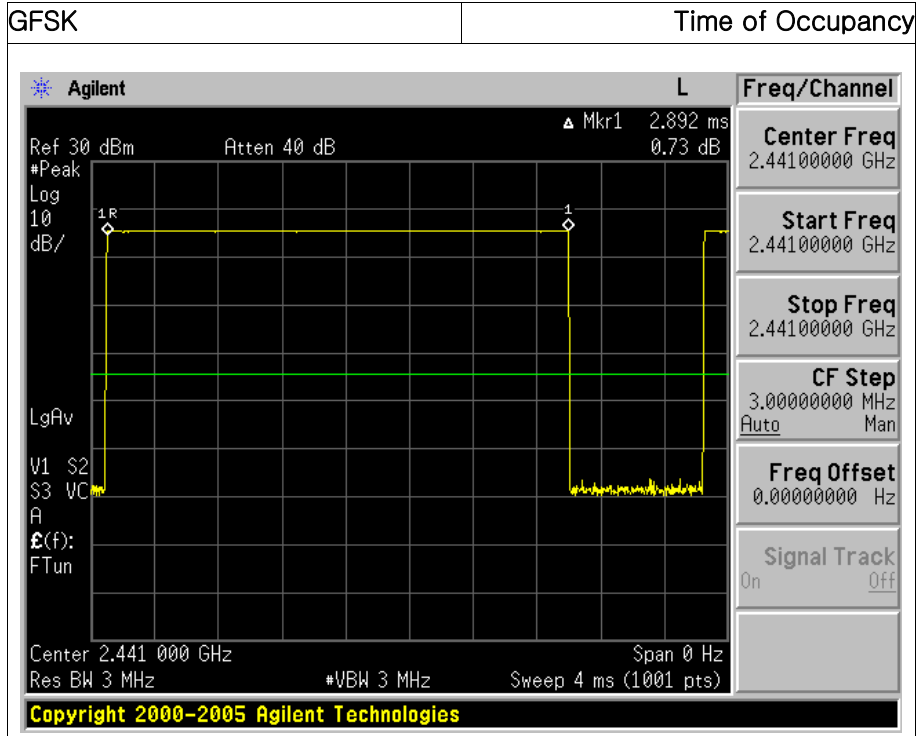 GFSK Time of Occupancy
Agilent L Freq/Channel
Δ Mkr1 2.892 ms
Ref 30 dBm Atten 40 dB 0.73 dB
#Peak
Log
10
dB/
1R
1
LgAv
V1 S2
S3 VC
A
£(f):
FTun
Center 2.441 000 GHz Span 0 Hz
Res BW 3 MHz #VBW 3 MHz Sweep 4 ms (1001 pts)
Center Freq
2.44100000 GHz
Start Freq
2.44100000 GHz
Stop Freq
2.44100000 GHz
CF Step
3.00000000 MHz
Auto Man
Freq Offset
0.00000000 Hz
Signal Track
On Off
Copyright 2000-2005 Agilent Technologies